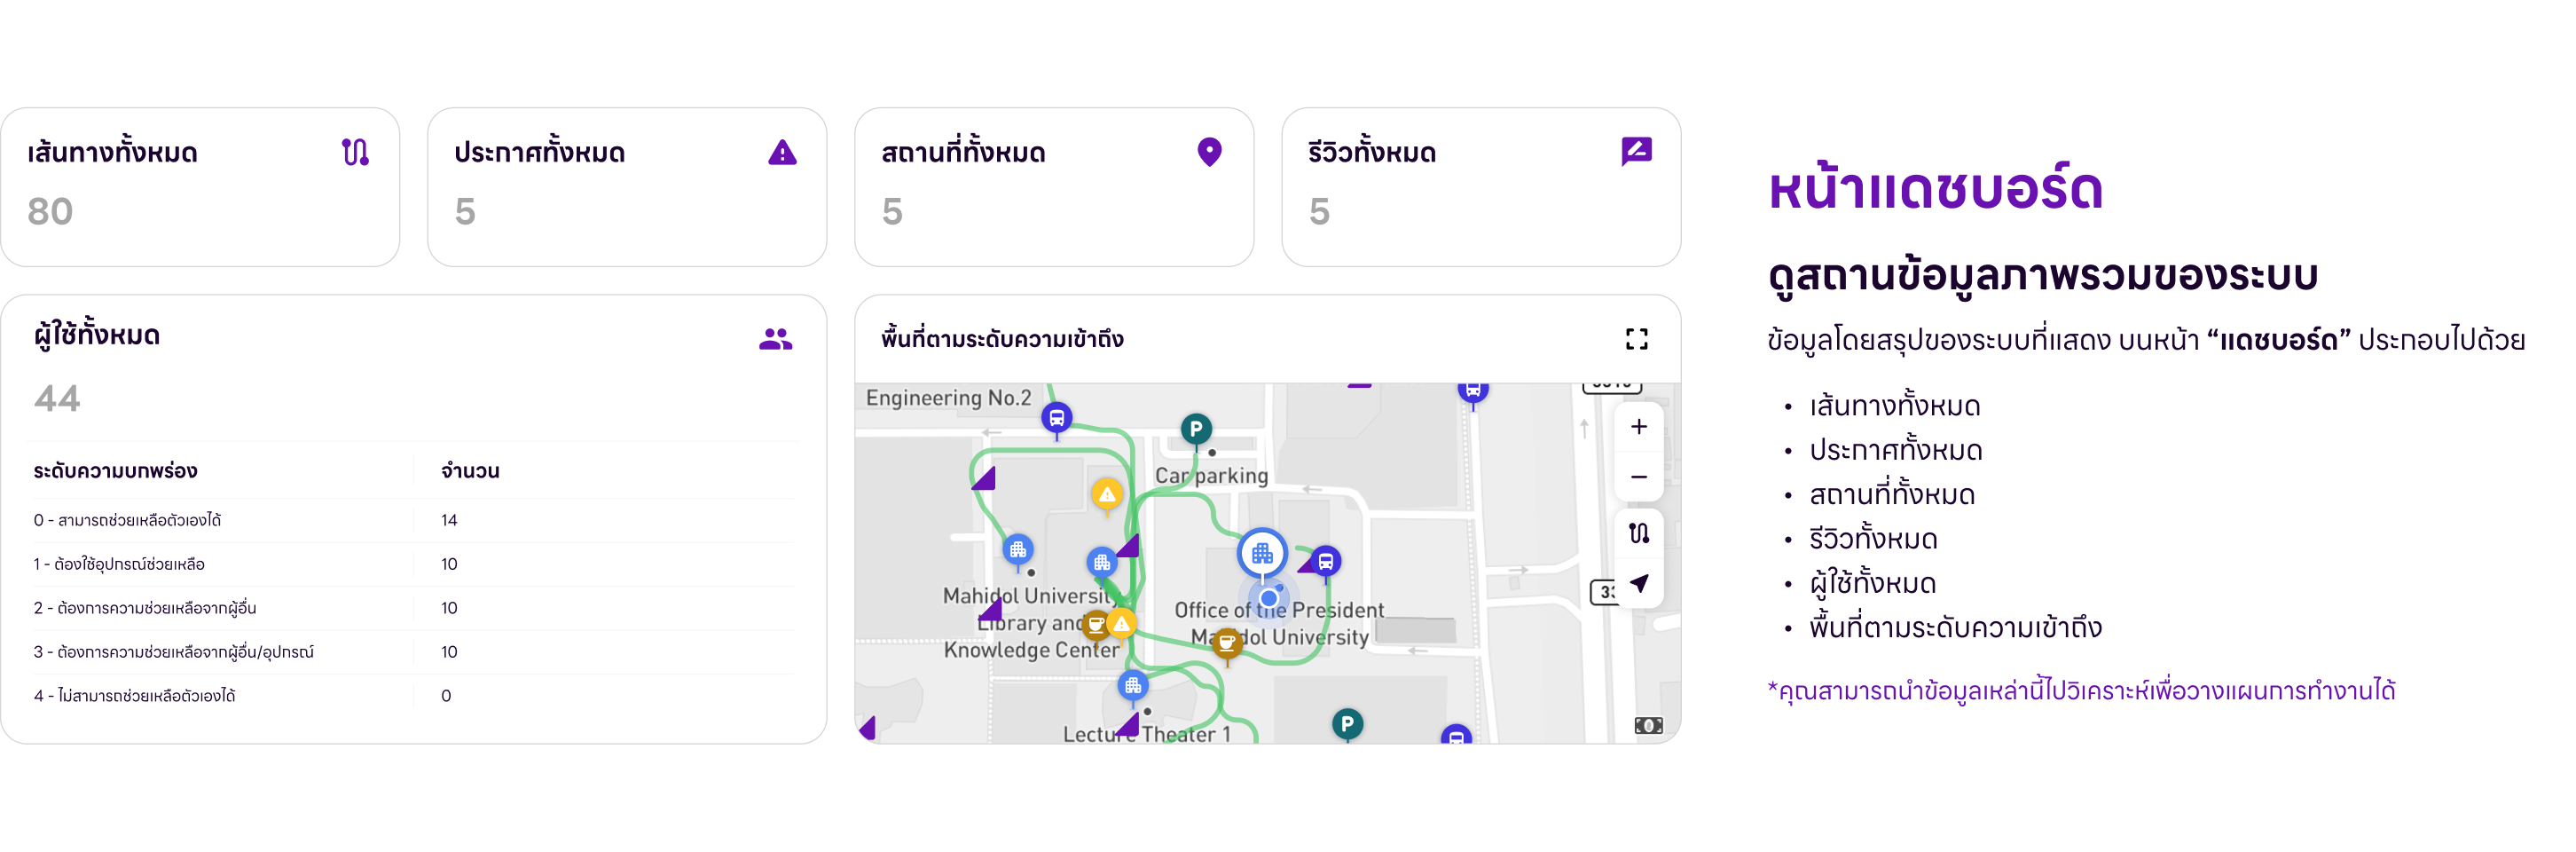 เส้นทางทั้งหมด
80
ประกาศทั้งหมด
5
สถานที่ทั้งหมด
5
รีวิวทั้งหมด
5
ผู้ใช้ทั้งหมด
44
ระดับความบกพร่อง จำนวน
0 - สามารถช่วยเหลือตัวเองได้ 14
1 - ต้องใช้อุปกรณ์ช่วยเหลือ 10
2 - ต้องการความช่วยเหลือจากผู้อื่น 10
3 - ต้องการความช่วยเหลือจากผู้อื่น/อุปกรณ์ 10
4 - ไม่สามารถช่วยเหลือตัวเองได้ 0
พื้นที่ตามระดับความเข้าถึง
Engineering No.2
P
Car parking
Mahidol University
Library and
Knowledge Center
Office of the President
Mahidol University
Lecture Theater 1
P
หน้าแดชบอร์ด
ดูสถานข้อมูลภาพรวมของระบบ
ข้อมูลโดยสรุปของระบบที่แสดง บนหน้า “แดชบอร์ด” ประกอบไปด้วย
• เส้นทางทั้งหมด
• ประกาศทั้งหมด
• สถานที่ทั้งหมด
• รีวิวทั้งหมด
• ผู้ใช้ทั้งหมด
• พื้นที่ตามระดับความเข้าถึง
*คุณสามารถนำข้อมูลเหล่านี้ไปวิเคราะห์เพื่อวางแผนการทำงานได้